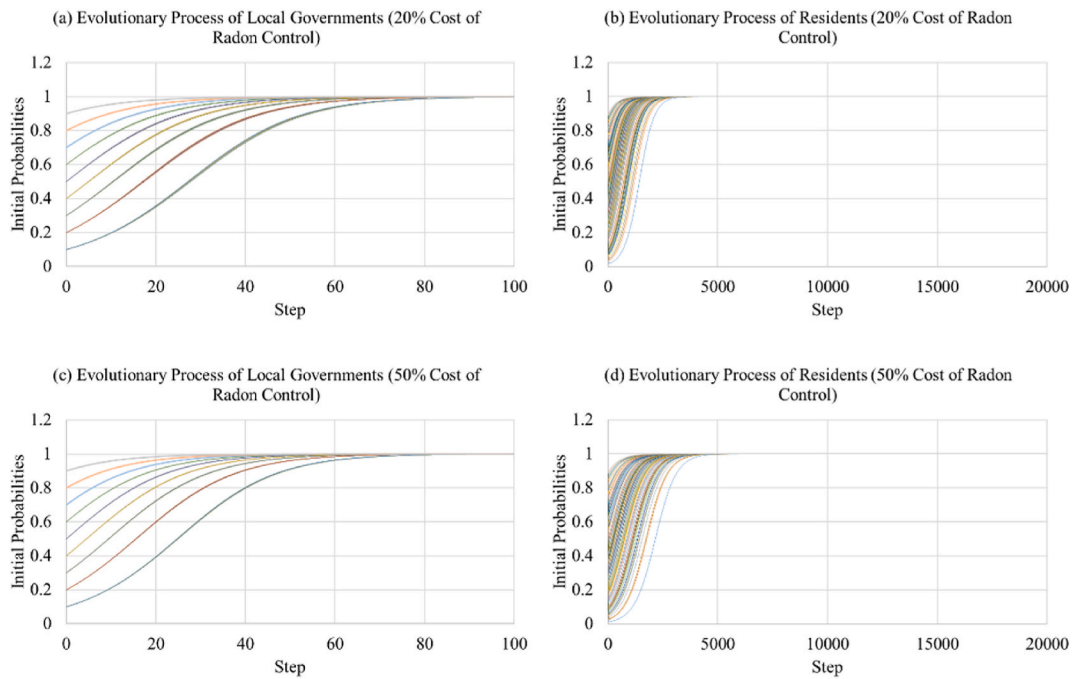 (a) Evolutionary Process of Local Governments (20% Cost of
Radon Control)
1.2
1
0.8
0.6
0.4
0.2
0
Initial Probabilities
0 20 40 60 80 100
Step
(b) Evolutionary Process of Residents (20% Cost of Radon
Control)
1.2
1
0.8
0.6
0.4
0.2
0
Initial Probabilities
0 5000 10000 15000 20000
Step
(c) Evolutionary Process of Local Governments (50% Cost of
Radon Control)
1.2
1
0.8
0.6
0.4
0.2
0
Initial Probabilities
0 20 40 60 80 100
Step
(d) Evolutionary Process of Residents (50% Cost of Radon
Control)
1.2
1
0.8
0.6
0.4
0.2
0
Initial Probabilities
0 5000 10000 15000 20000
Step